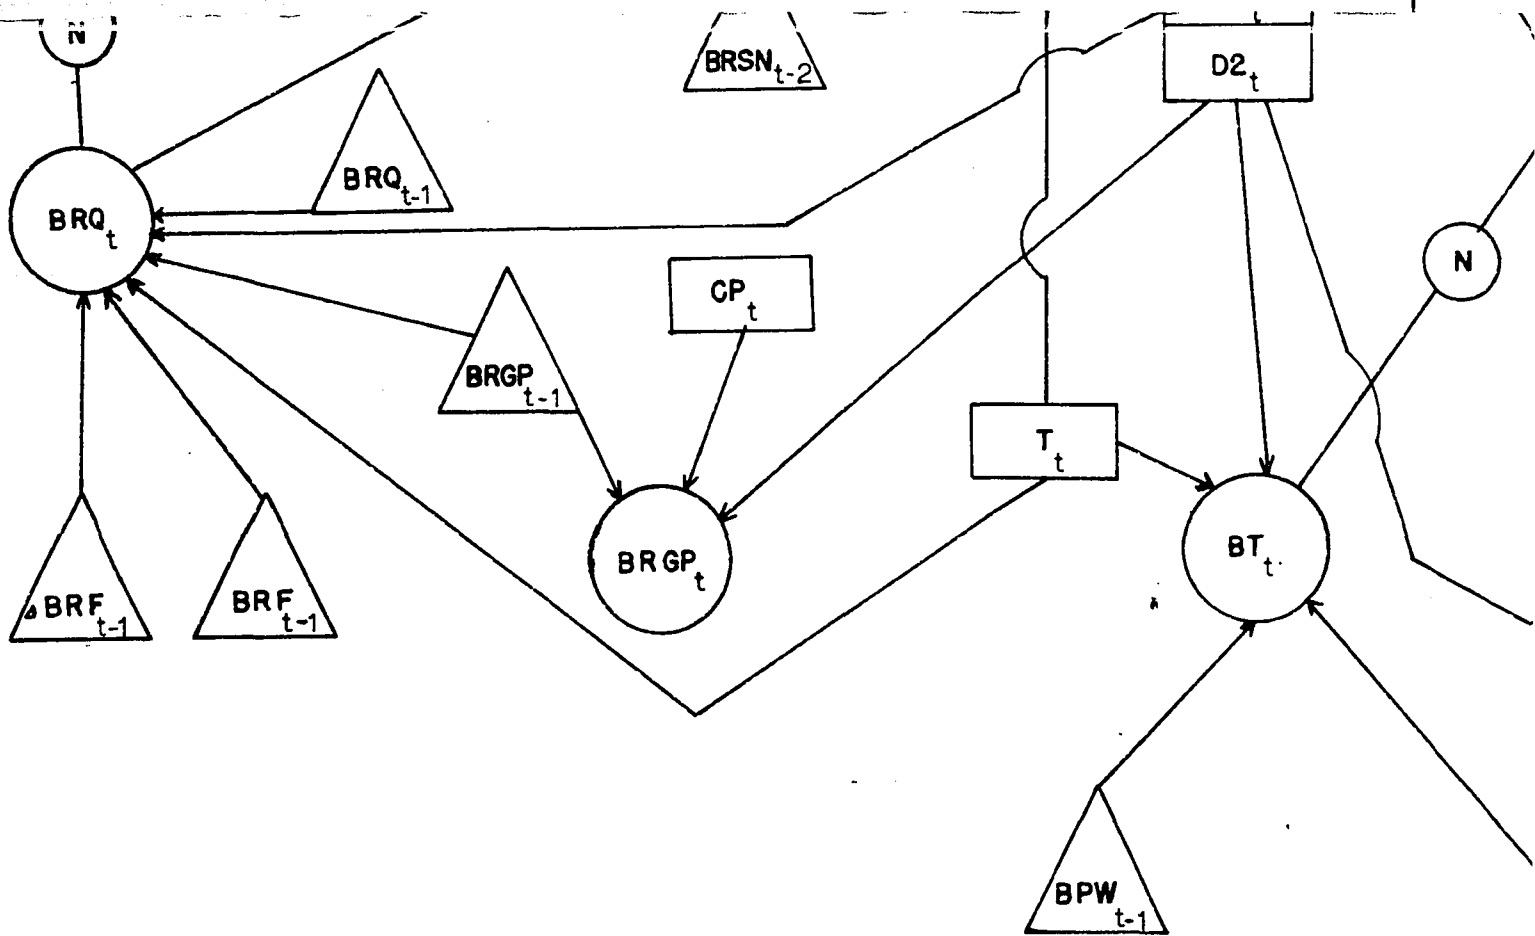 N
BRSN t-2
D2 t
BRQ t-1
BRQ t
N
CP t
BRGP t-1
T t
BRGP t
BT t
ΔBRF t-1
BRF t-1
BPW t-1